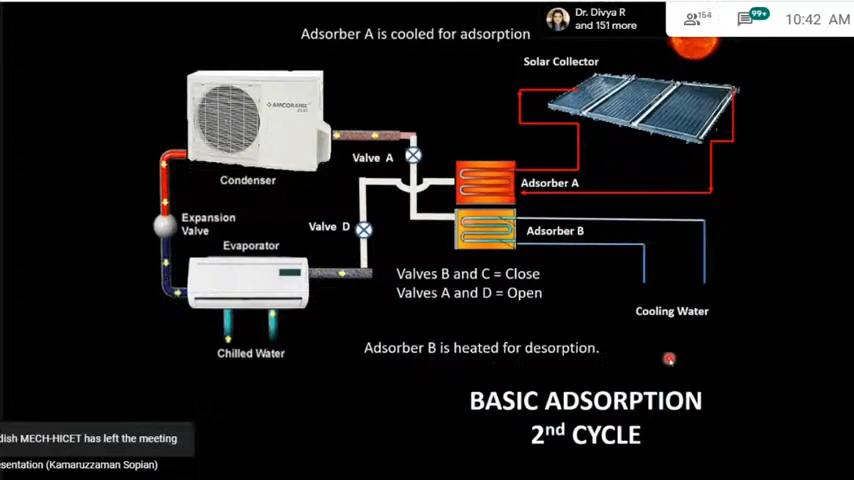 Dr. Divya R
and 151 more
154
99+
10:42 AM
Adsorber A is cooled for adsorption
Solar Collector
Valve A
Condenser
Adsorber A
Expansion
Valve
Valve D
Adsorber B
Evaporator
Valves B and C = Close
Valves A and D = Open
Cooling Water
Chilled Water
Adsorber B is heated for desorption.
BASIC ADSORPTION
2nd CYCLE
dish MECH-HICET has left the meeting
esentation (Kamaruzzaman Sopian)